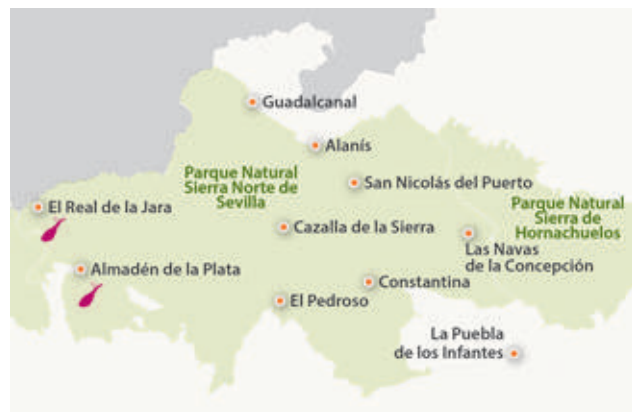 Guadalcanal
Alanís
Parque Natural
Sierra Norte de
Sevilla
San Nicolás del Puerto
Parque Natural
Sierra de
Hornachuelos
El Real de la Jara
Cazalla de la Sierra
Las Navas
de la Concepción
Almadén de la Plata
Constantina
El Pedroso
La Puebla
de los Infantes